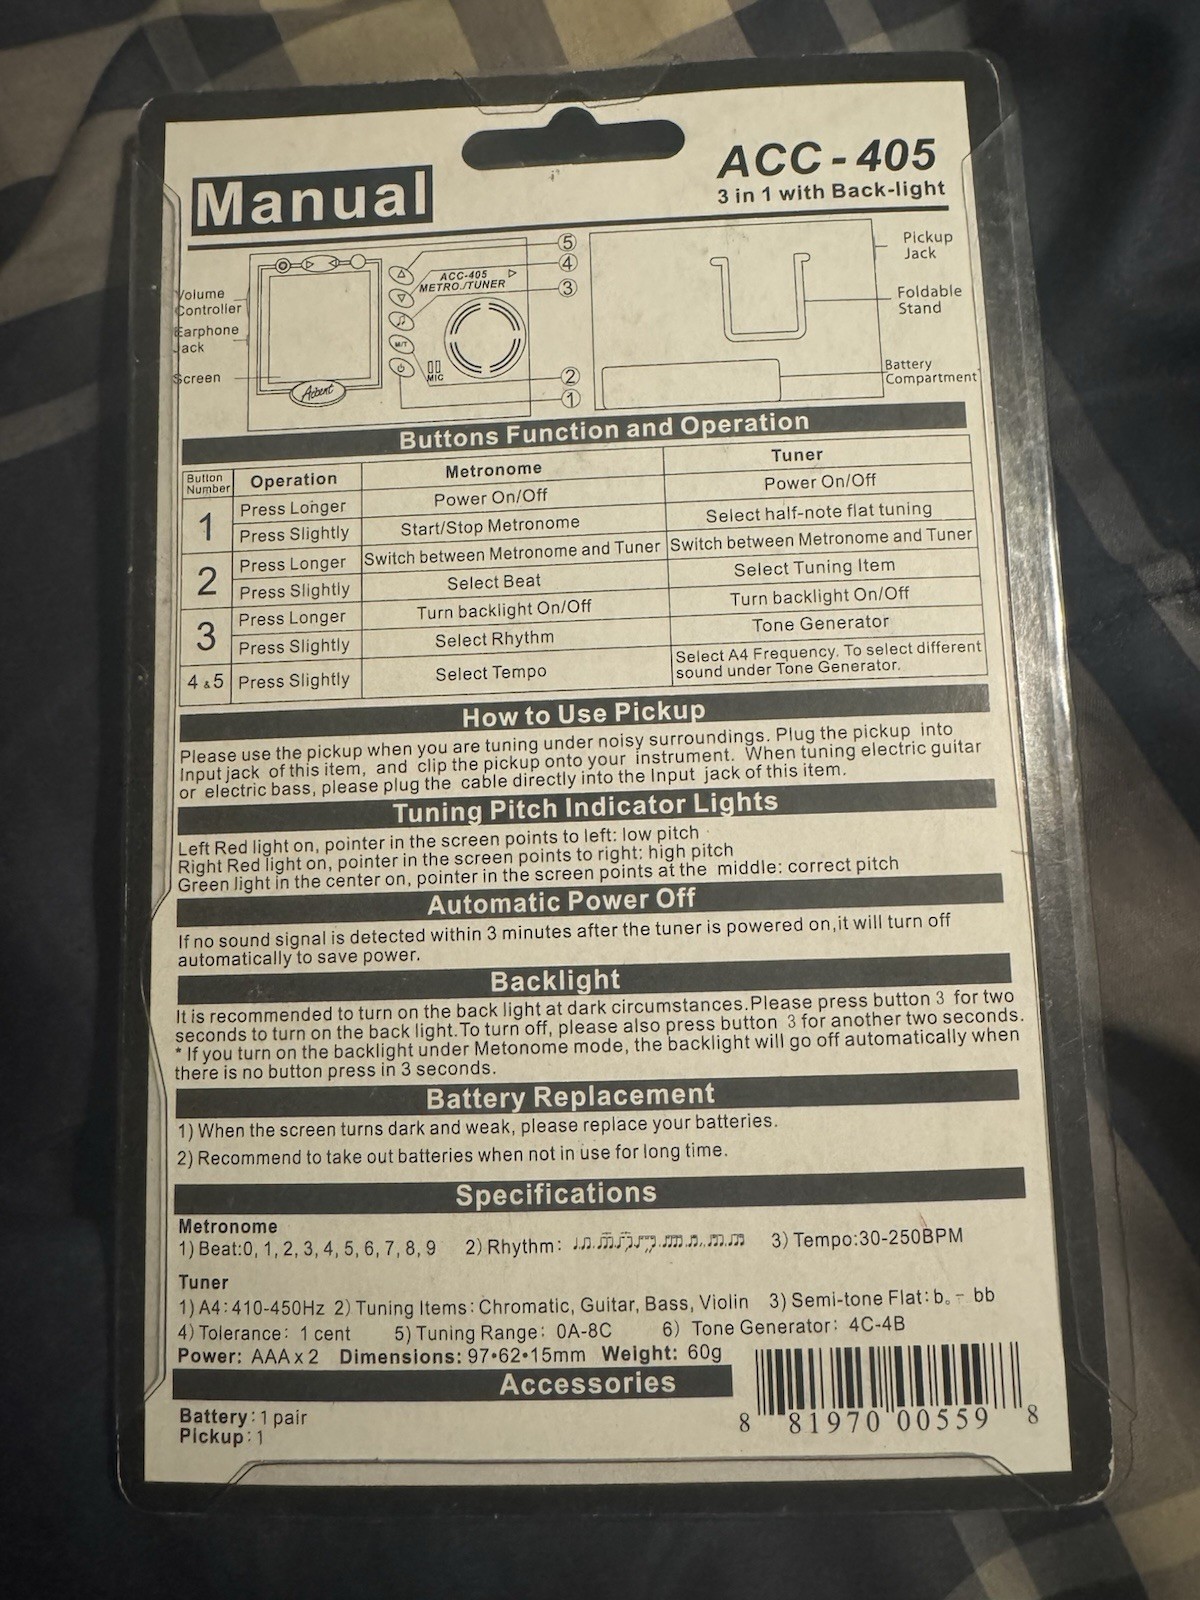 Manual
ACC - 405
3 in 1 with Back-light
Volume
Controller
Earphone
Jack
Screen
ACC-405
METRO./TUNER
M/T
MIC
Accent
5
4
3
2
1
Pickup
Jack
Foldable
Stand
Battery
Compartment
Buttons Function and Operation
Button Number Operation Metronome Tuner
1 Press Longer Power On/Off Power On/Off
Press Slightly Start/Stop Metronome Select half-note flat tuning
2 Press Longer Switch between Metronome and Tuner Switch between Metronome and Tuner
Press Slightly Select Beat Select Tuning Item
3 Press Longer Turn backlight On/Off Turn backlight On/Off
Press Slightly Select Rhythm Tone Generator
4 & 5 Press Slightly Select Tempo Select A4 Frequency. To select different
sound under Tone Generator.
How to Use Pickup
Please use the pickup when you are tuning under noisy surroundings. Plug the pickup into
Input jack of this item, and clip the pickup onto your instrument. When tuning electric guitar
or electric bass, please plug the cable directly into the Input jack of this item.
Tuning Pitch Indicator Lights
Left Red light on, pointer in the screen points to left: low pitch
Right Red light on, pointer in the screen points to right: high pitch
Green light in the center on, pointer in the screen points at the middle: correct pitch
Automatic Power Off
If no sound signal is detected within 3 minutes after the tuner is powered on,it will turn off
automatically to save power.
Backlight
It is recommended to turn on the back light at dark circumstances.Please press button 3 for two
seconds to turn on the back light.To turn off, please also press button 3 for another two seconds.
* If you turn on the backlight under Metonome mode, the backlight will go off automatically when
there is no button press in 3 seconds.
Battery Replacement
1) When the screen turns dark and weak, please replace your batteries.
2) Recommend to take out batteries when not in use for long time.
Specifications
Metronome
1) Beat:0, 1, 2, 3, 4, 5, 6, 7, 8, 9 2) Rhythm: 3) Tempo:30-250BPM
Tuner
1) A4: 410-450Hz 2) Tuning Items: Chromatic, Guitar, Bass, Violin 3) Semi-tone Flat: b。- bb
4) Tolerance: 1 cent 5) Tuning Range: 0A-8C 6) Tone Generator: 4C-4B
Power: AAA x 2 Dimensions: 97•62•15mm Weight: 60g
Accessories
Battery: 1 pair
Pickup: 1
8 81970 00559 8